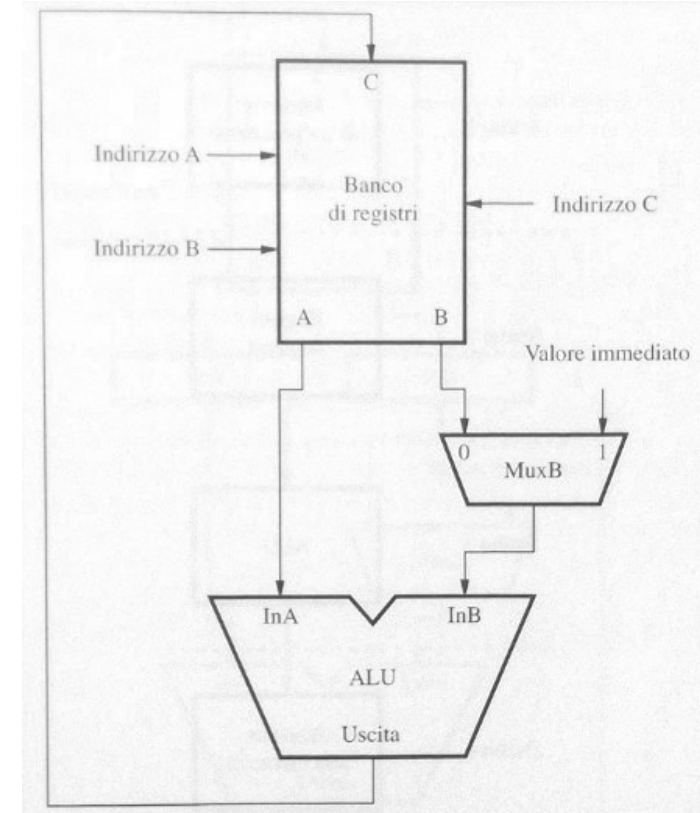 C
Indirizzo A
Banco
di registri
Indirizzo C
Indirizzo B
A
B
Valore immediato
0
1
MuxB
InA
InB
ALU
Uscita